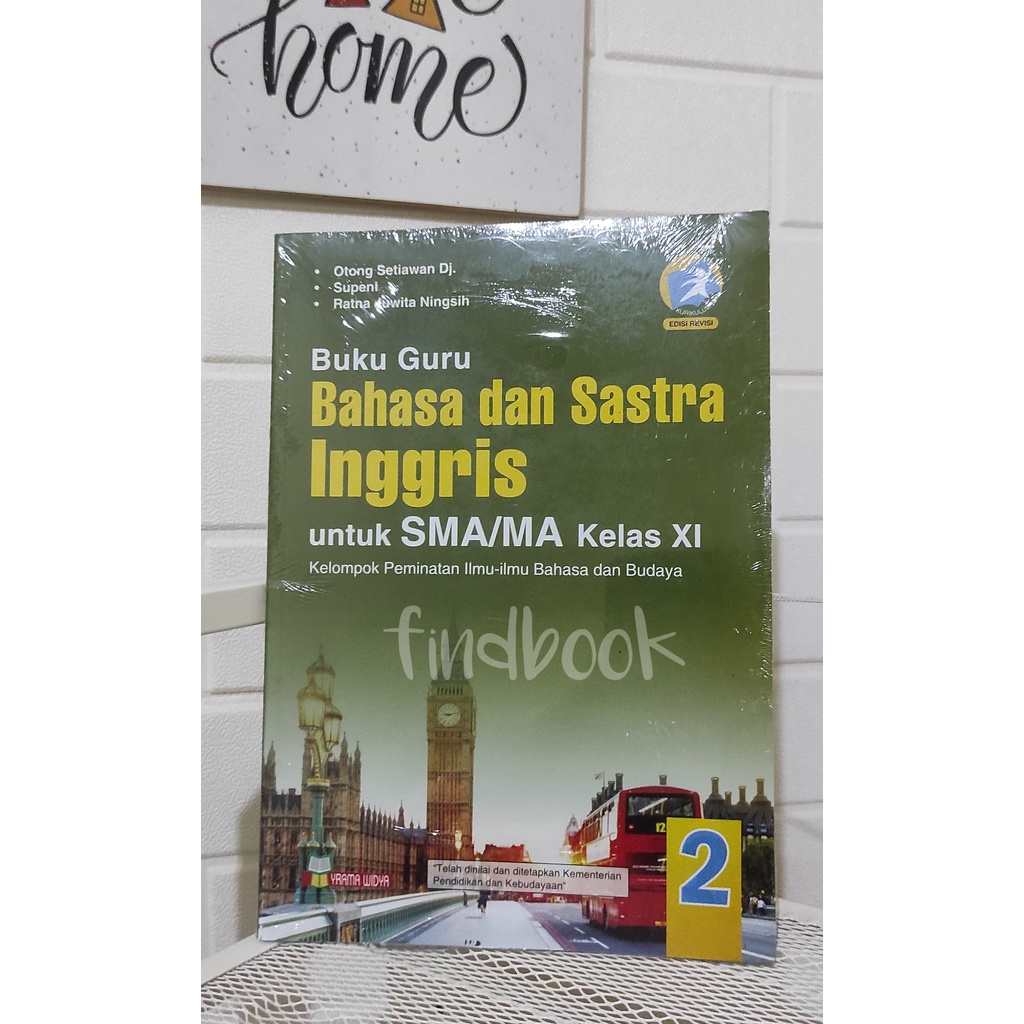 home
• Otong Setiawan Dj.
• Supeni
• Ratna Juwita Ningsih
KURIKULUM
EDISI REVISI
Buku Guru
Bahasa dan Sastra
Inggris
untuk SMA/MA Kelas XI
Kelompok Peminatan Ilmu-ilmu Bahasa dan Budaya
findbook
12
YRAMA WIDYA
"Telah dinilai dan ditetapkan Kementerian
Pendidikan dan Kebudayaan"
2